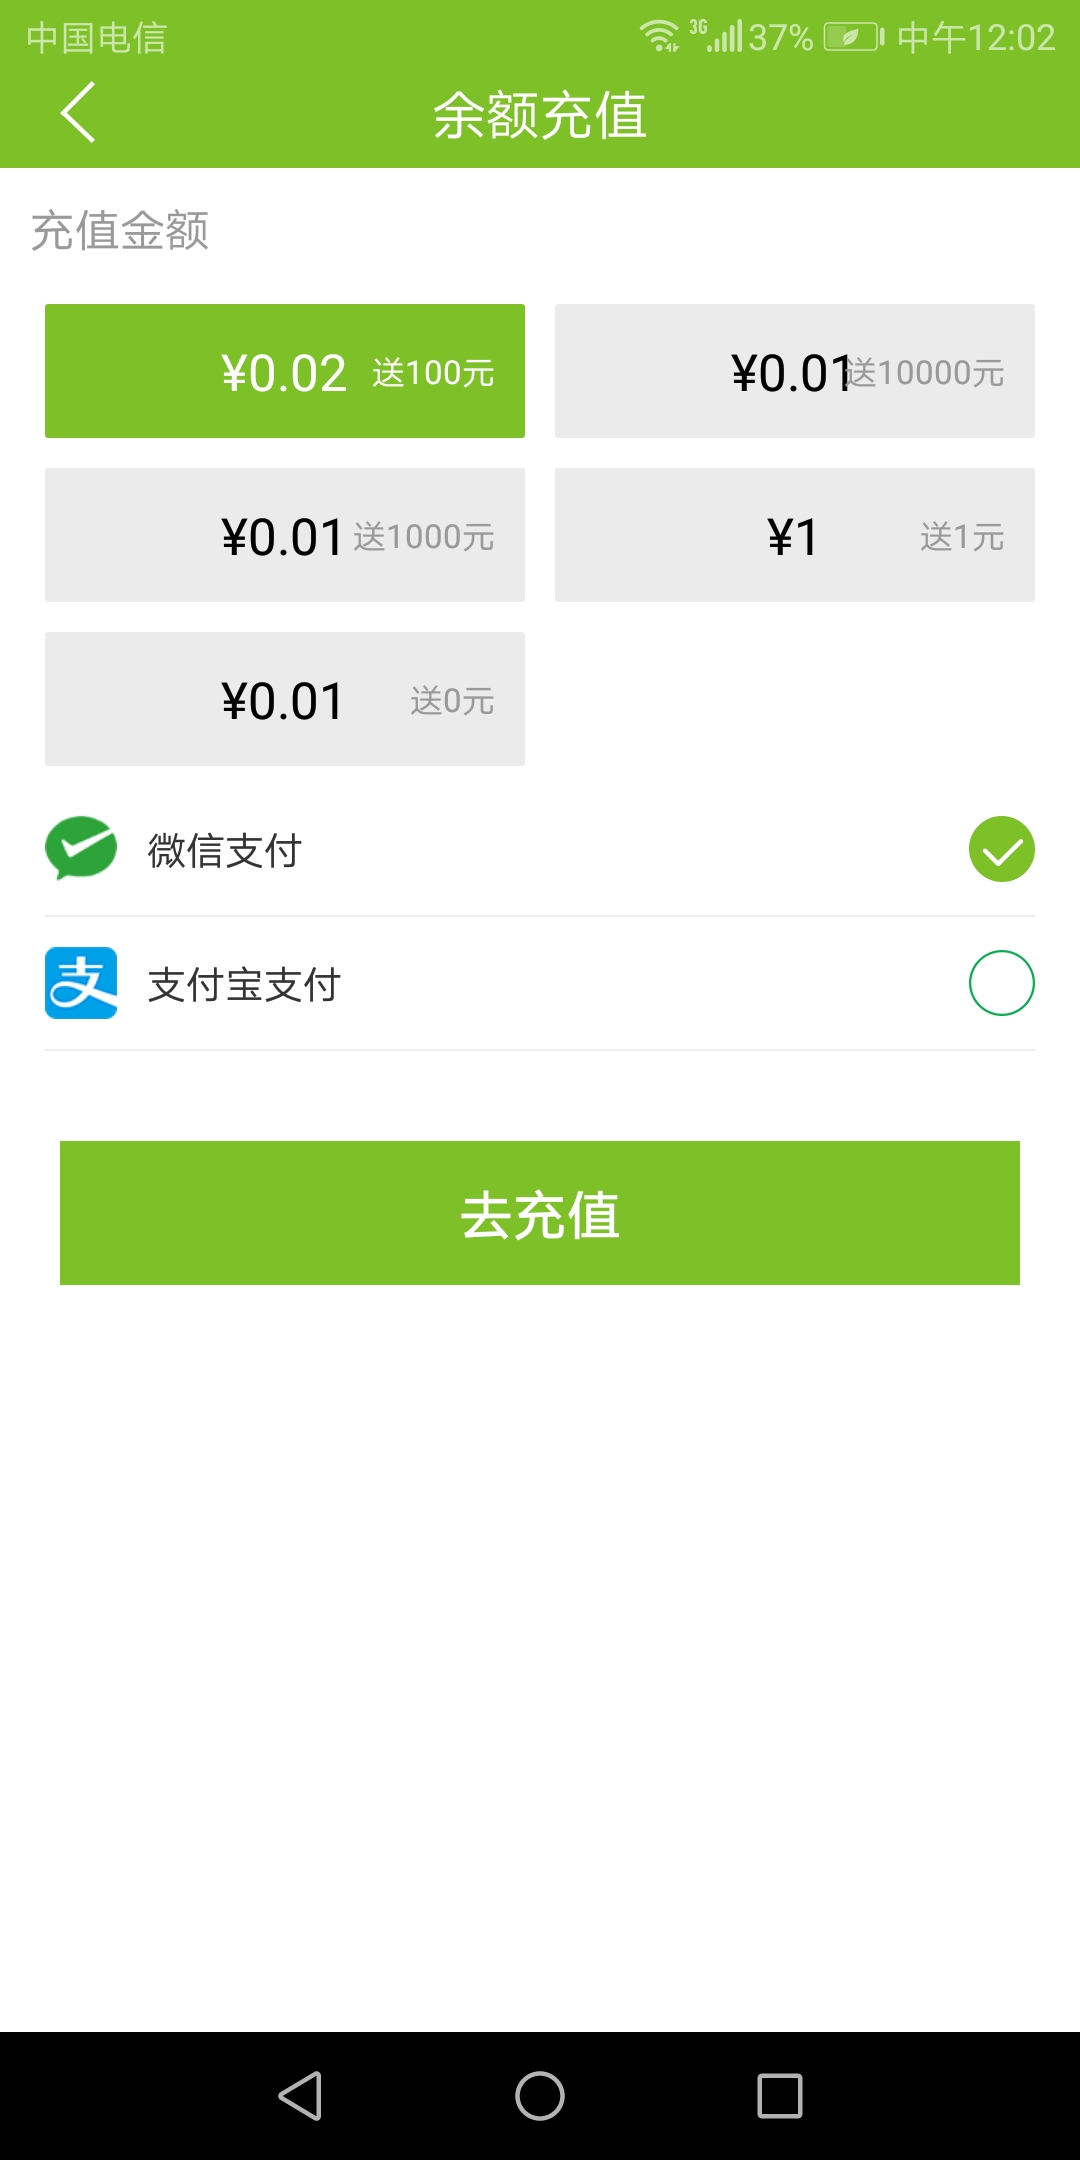 中国电信 3G 37% 中午12:02
余额充值
充值金额
¥0.02 送100元 ¥0.01 送10000元
¥0.01 送1000元 ¥1 送1元
¥0.01 送0元
微信支付
支 支付宝支付
去充值